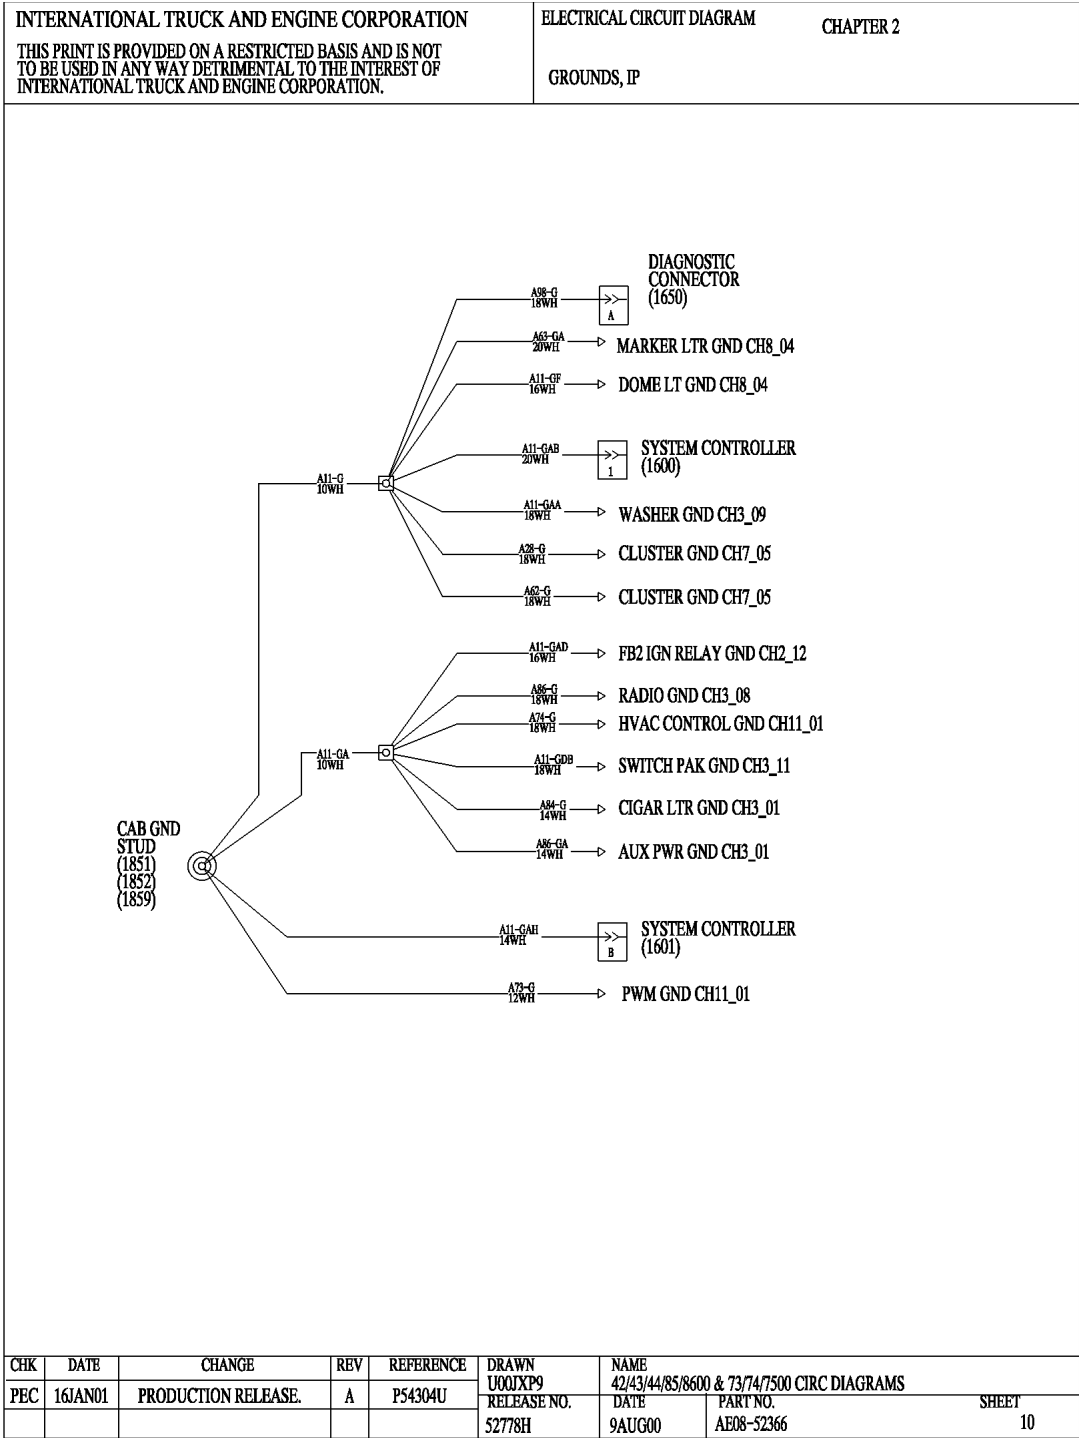 INTERNATIONAL TRUCK AND ENGINE CORPORATION
THIS PRINT IS PROVIDED ON A RESTRICTED BASIS AND IS NOT
TO BE USED IN ANY WAY DETRIMENTAL TO THE INTEREST OF
INTERNATIONAL TRUCK AND ENGINE CORPORATION.
ELECTRICAL CIRCUIT DIAGRAM
CHAPTER 2
GROUNDS, IP
DIAGNOSTIC
CONNECTOR
(1650)
A98-G
18WH
A
A63-GA
20WH
MARKER LTR GND CH8_04
A11-GF
16WH
DOME LT GND CH8_04
A11-GAB
20WH
1
SYSTEM CONTROLLER
(1600)
A11-G
10WH
A11-GAA
18WH
WASHER GND CH3_09
A28-G
18WH
CLUSTER GND CH7_05
A62-G
18WH
CLUSTER GND CH7_05
A11-GAD
16WH
FB2 IGN RELAY GND CH2_12
A86-G
18WH
RADIO GND CH3_08
A74-G
18WH
HVAC CONTROL GND CH11_01
A11-GA
10WH
A11-GDB
18WH
SWITCH PAK GND CH3_11
A84-G
14WH
CIGAR LTR GND CH3_01
A86-GA
14WH
AUX PWR GND CH3_01
CAB GND
STUD
(1851)
(1852)
(1859)
A11-GAH
14WH
B
SYSTEM CONTROLLER
(1601)
A73-G
12WH
PWM GND CH11_01
CHK DATE CHANGE REV REFERENCE
PEC 16JAN01 PRODUCTION RELEASE. A P54304U
DRAWN
U00JXP9
NAME
42/43/44/85/8600 & 73/74/7500 CIRC DIAGRAMS
RELEASE NO.
52778H
DATE
9AUG00
PART NO.
AE08-52366
SHEET
10